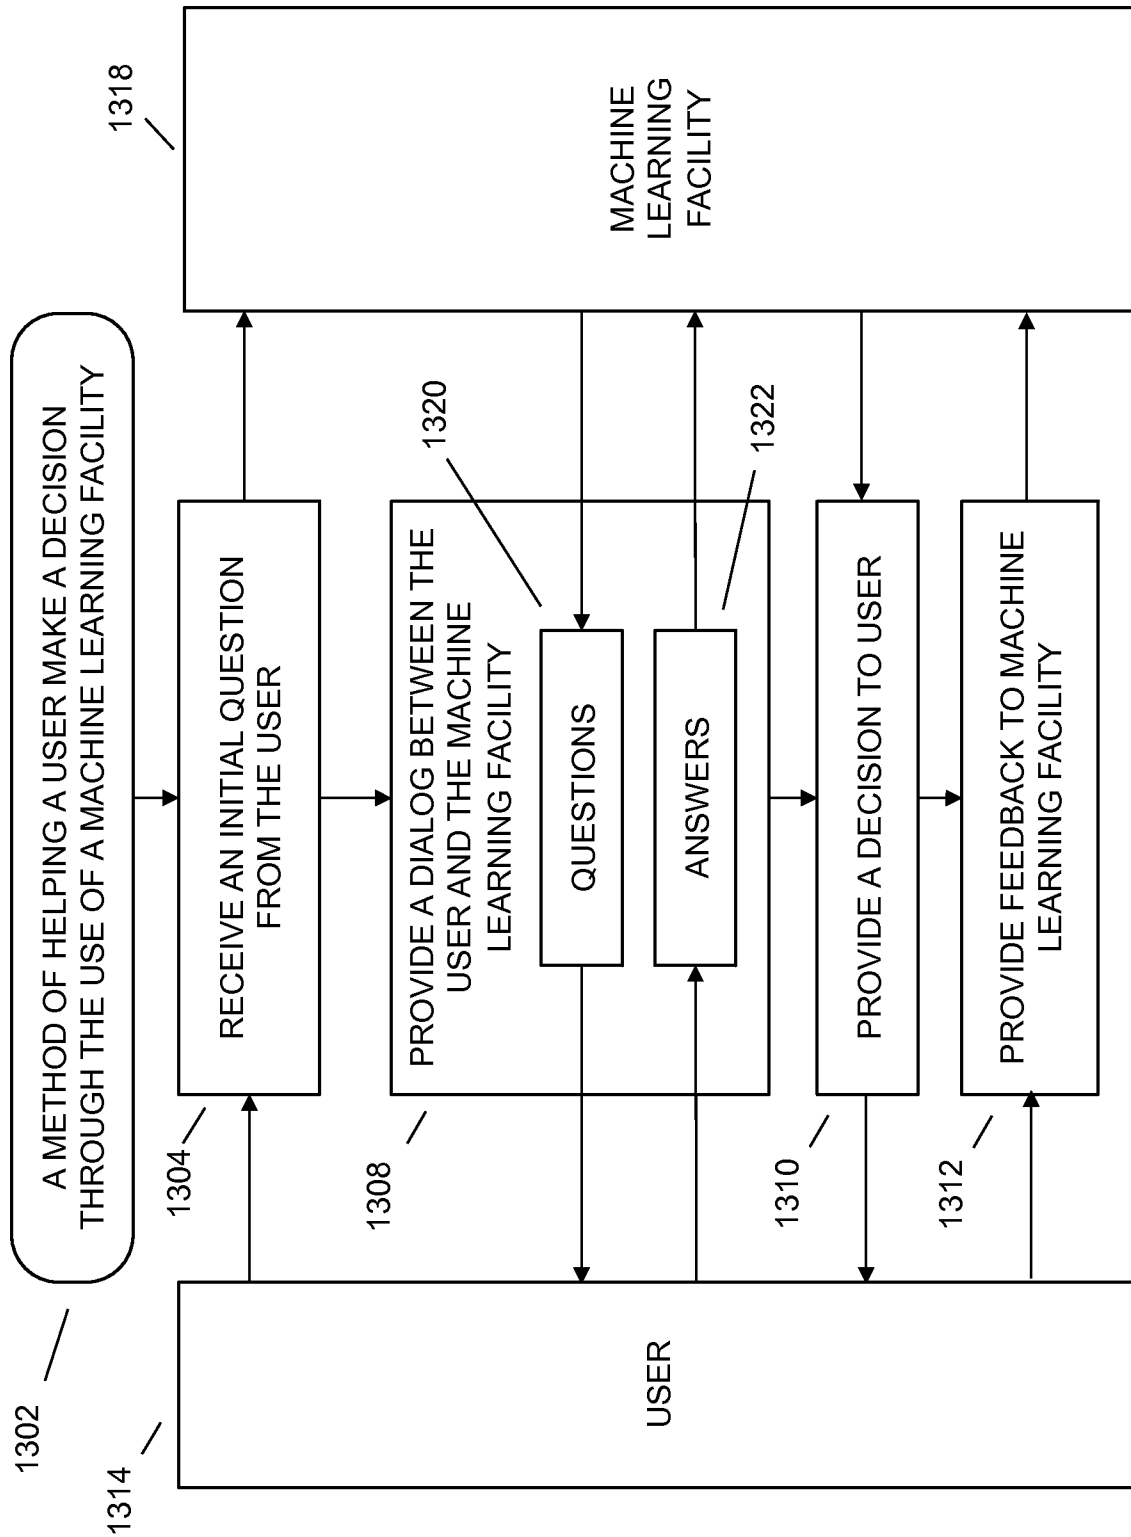 1302
A METHOD OF HELPING A USER MAKE A DECISION
THROUGH THE USE OF A MACHINE LEARNING FACILITY
1314
USER
1304
RECEIVE AN INITIAL QUESTION
FROM THE USER
1318
MACHINE
LEARNING
FACILITY
1308
PROVIDE A DIALOG BETWEEN THE
USER AND THE MACHINE
LEARNING FACILITY
1320
QUESTIONS
ANSWERS
1322
1310
PROVIDE A DECISION TO USER
1312
PROVIDE FEEDBACK TO MACHINE
LEARNING FACILITY